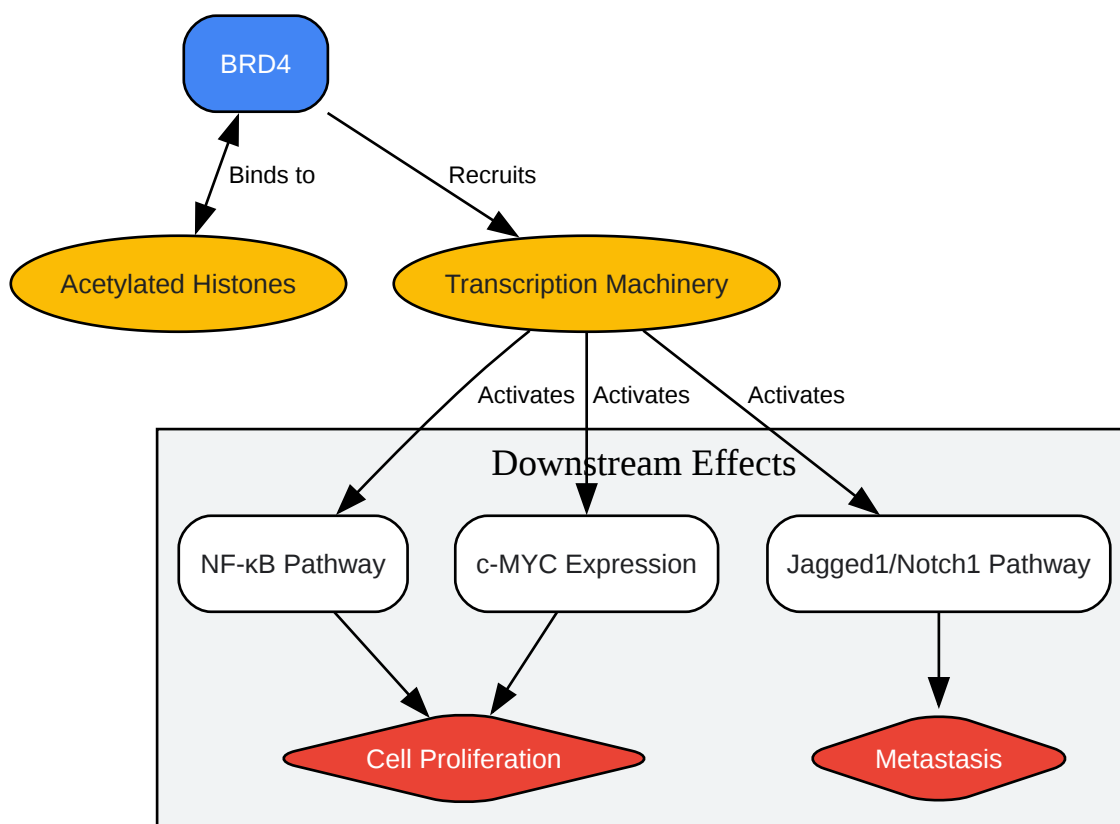 BRD4
Binds to
Recruits
Acetylated Histones
Transcription Machinery
Activates
Activates
Activates
Downstream Effects
NF-κB Pathway
c-MYC Expression
Jagged1/Notch1 Pathway
Cell Proliferation
Metastasis